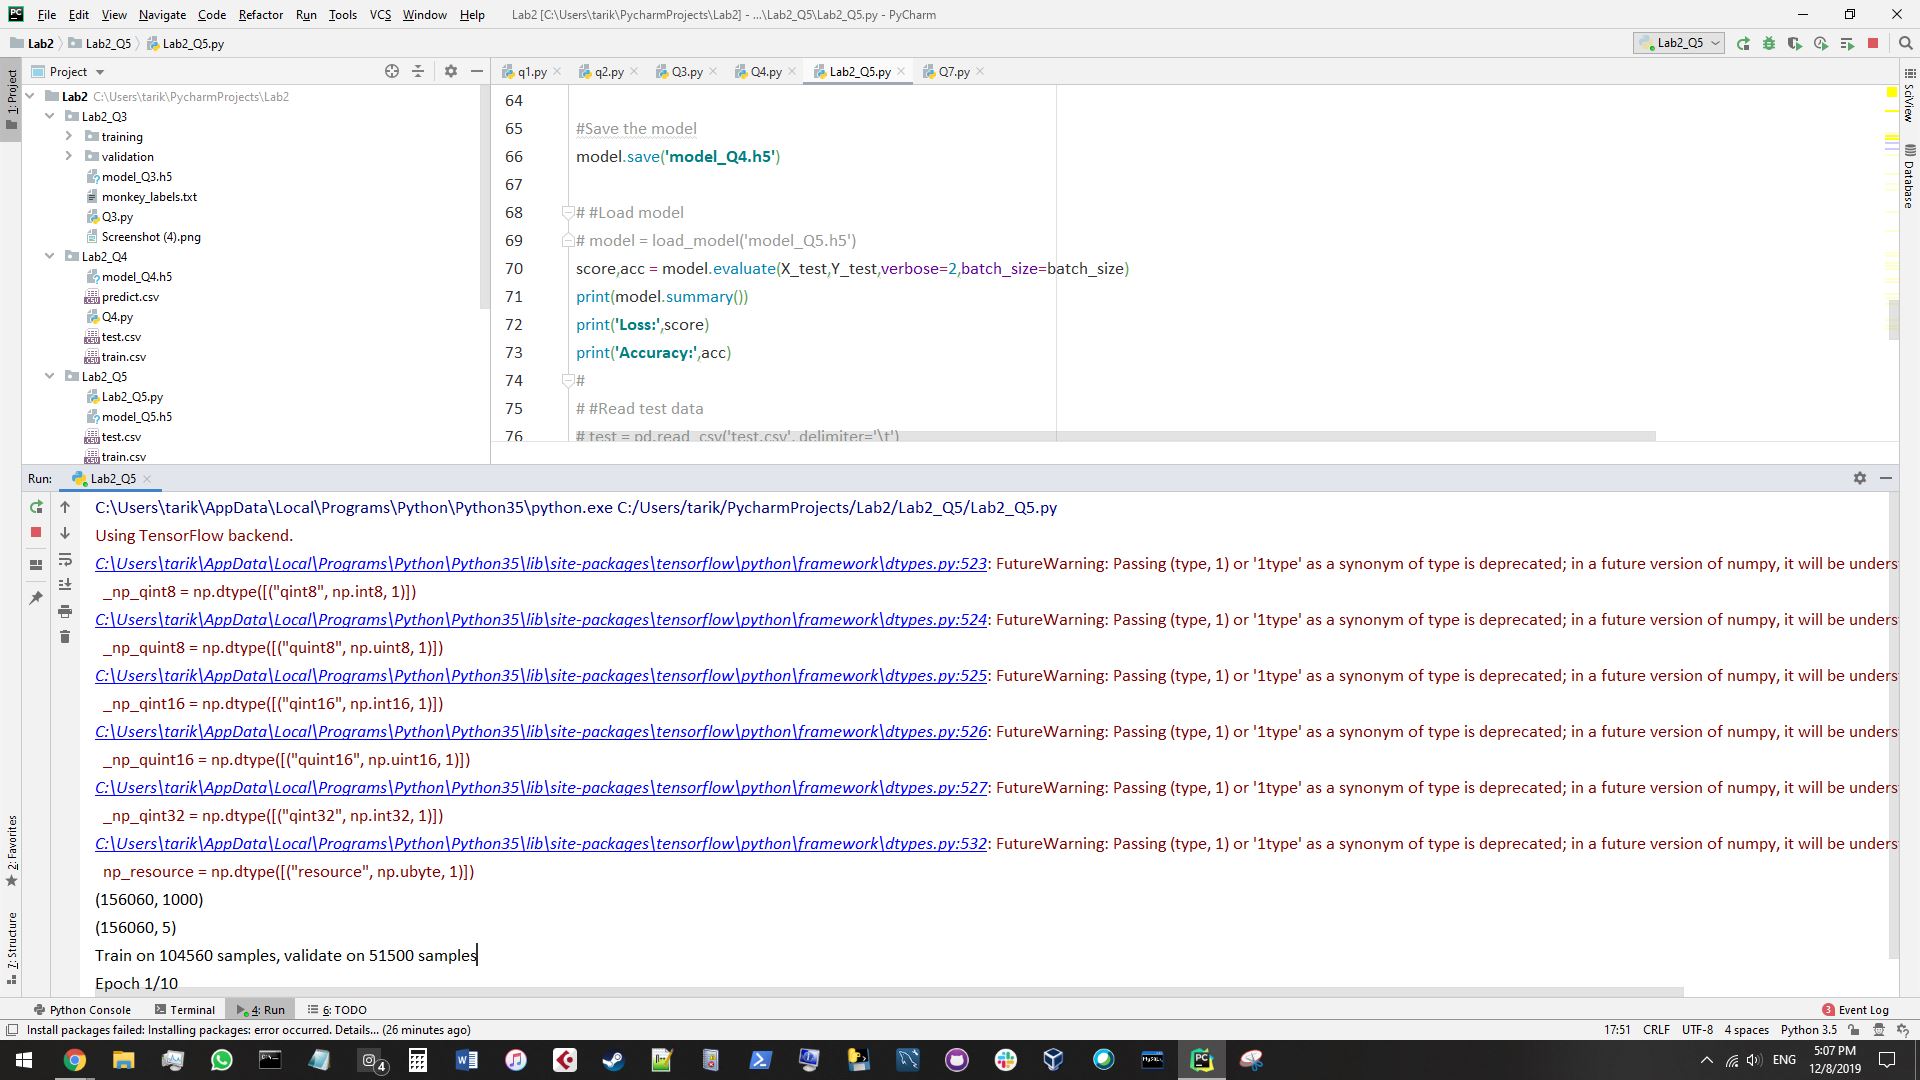 PC File Edit View Navigate Code Refactor Run Tools VCS Window Help Lab2 [C:\Users\tarik\PycharmProjects\Lab2] - ...\Lab2_Q5\Lab2_Q5.py - PyCharm
Lab2 Lab2_Q5 Lab2_Q5.py Lab2_Q5
1: Project
Project
q1.py q2.py Q3.py Q4.py Lab2_Q5.py Q7.py
SciView
Database
Lab2 C:\Users\tarik\PycharmProjects\Lab2
Lab2_Q3
training
validation
model_Q3.h5
monkey_labels.txt
Q3.py
Screenshot (4).png
Lab2_Q4
model_Q4.h5
predict.csv
Q4.py
test.csv
train.csv
Lab2_Q5
Lab2_Q5.py
model_Q5.h5
test.csv
train.csv
64
65 #Save the model
66 model.save('model_Q4.h5')
67
68 # #Load model
69 # model = load_model('model_Q5.h5')
70 score,acc = model.evaluate(X_test,Y_test,verbose=2,batch_size=batch_size)
71 print(model.summary())
72 print('Loss:',score)
73 print('Accuracy:',acc)
74 #
75 # #Read test data
76 # test = pd.read_csv('test.csv', delimiter='\t')
Run: Lab2_Q5
C:\Users\tarik\AppData\Local\Programs\Python\Python35\python.exe C:/Users/tarik/PycharmProjects/Lab2/Lab2_Q5/Lab2_Q5.py
Using TensorFlow backend.
C:\Users\tarik\AppData\Local\Programs\Python\Python35\lib\site-packages\tensorflow\python\framework\dtypes.py:523: FutureWarning: Passing (type, 1) or '1type' as a synonym of type is deprecated; in a future version of numpy, it will be unders
_np_qint8 = np.dtype([("qint8", np.int8, 1)])
C:\Users\tarik\AppData\Local\Programs\Python\Python35\lib\site-packages\tensorflow\python\framework\dtypes.py:524: FutureWarning: Passing (type, 1) or '1type' as a synonym of type is deprecated; in a future version of numpy, it will be unders
_np_quint8 = np.dtype([("quint8", np.uint8, 1)])
C:\Users\tarik\AppData\Local\Programs\Python\Python35\lib\site-packages\tensorflow\python\framework\dtypes.py:525: FutureWarning: Passing (type, 1) or '1type' as a synonym of type is deprecated; in a future version of numpy, it will be unders
_np_qint16 = np.dtype([("qint16", np.int16, 1)])
C:\Users\tarik\AppData\Local\Programs\Python\Python35\lib\site-packages\tensorflow\python\framework\dtypes.py:526: FutureWarning: Passing (type, 1) or '1type' as a synonym of type is deprecated; in a future version of numpy, it will be unders
_np_quint16 = np.dtype([("quint16", np.uint16, 1)])
C:\Users\tarik\AppData\Local\Programs\Python\Python35\lib\site-packages\tensorflow\python\framework\dtypes.py:527: FutureWarning: Passing (type, 1) or '1type' as a synonym of type is deprecated; in a future version of numpy, it will be unders
_np_qint32 = np.dtype([("qint32", np.int32, 1)])
C:\Users\tarik\AppData\Local\Programs\Python\Python35\lib\site-packages\tensorflow\python\framework\dtypes.py:532: FutureWarning: Passing (type, 1) or '1type' as a synonym of type is deprecated; in a future version of numpy, it will be unders
np_resource = np.dtype([("resource", np.ubyte, 1)])
(156060, 1000)
(156060, 5)
Train on 104560 samples, validate on 51500 samples
Epoch 1/10
2: Favorites
7: Structure
Python Console Terminal 4: Run 6: TODO 3 Event Log
Install packages failed: Installing packages: error occurred. Details... (26 minutes ago) 17:51 CRLF UTF-8 4 spaces Python 3.5
4 ENG 5:07 PM
12/8/2019